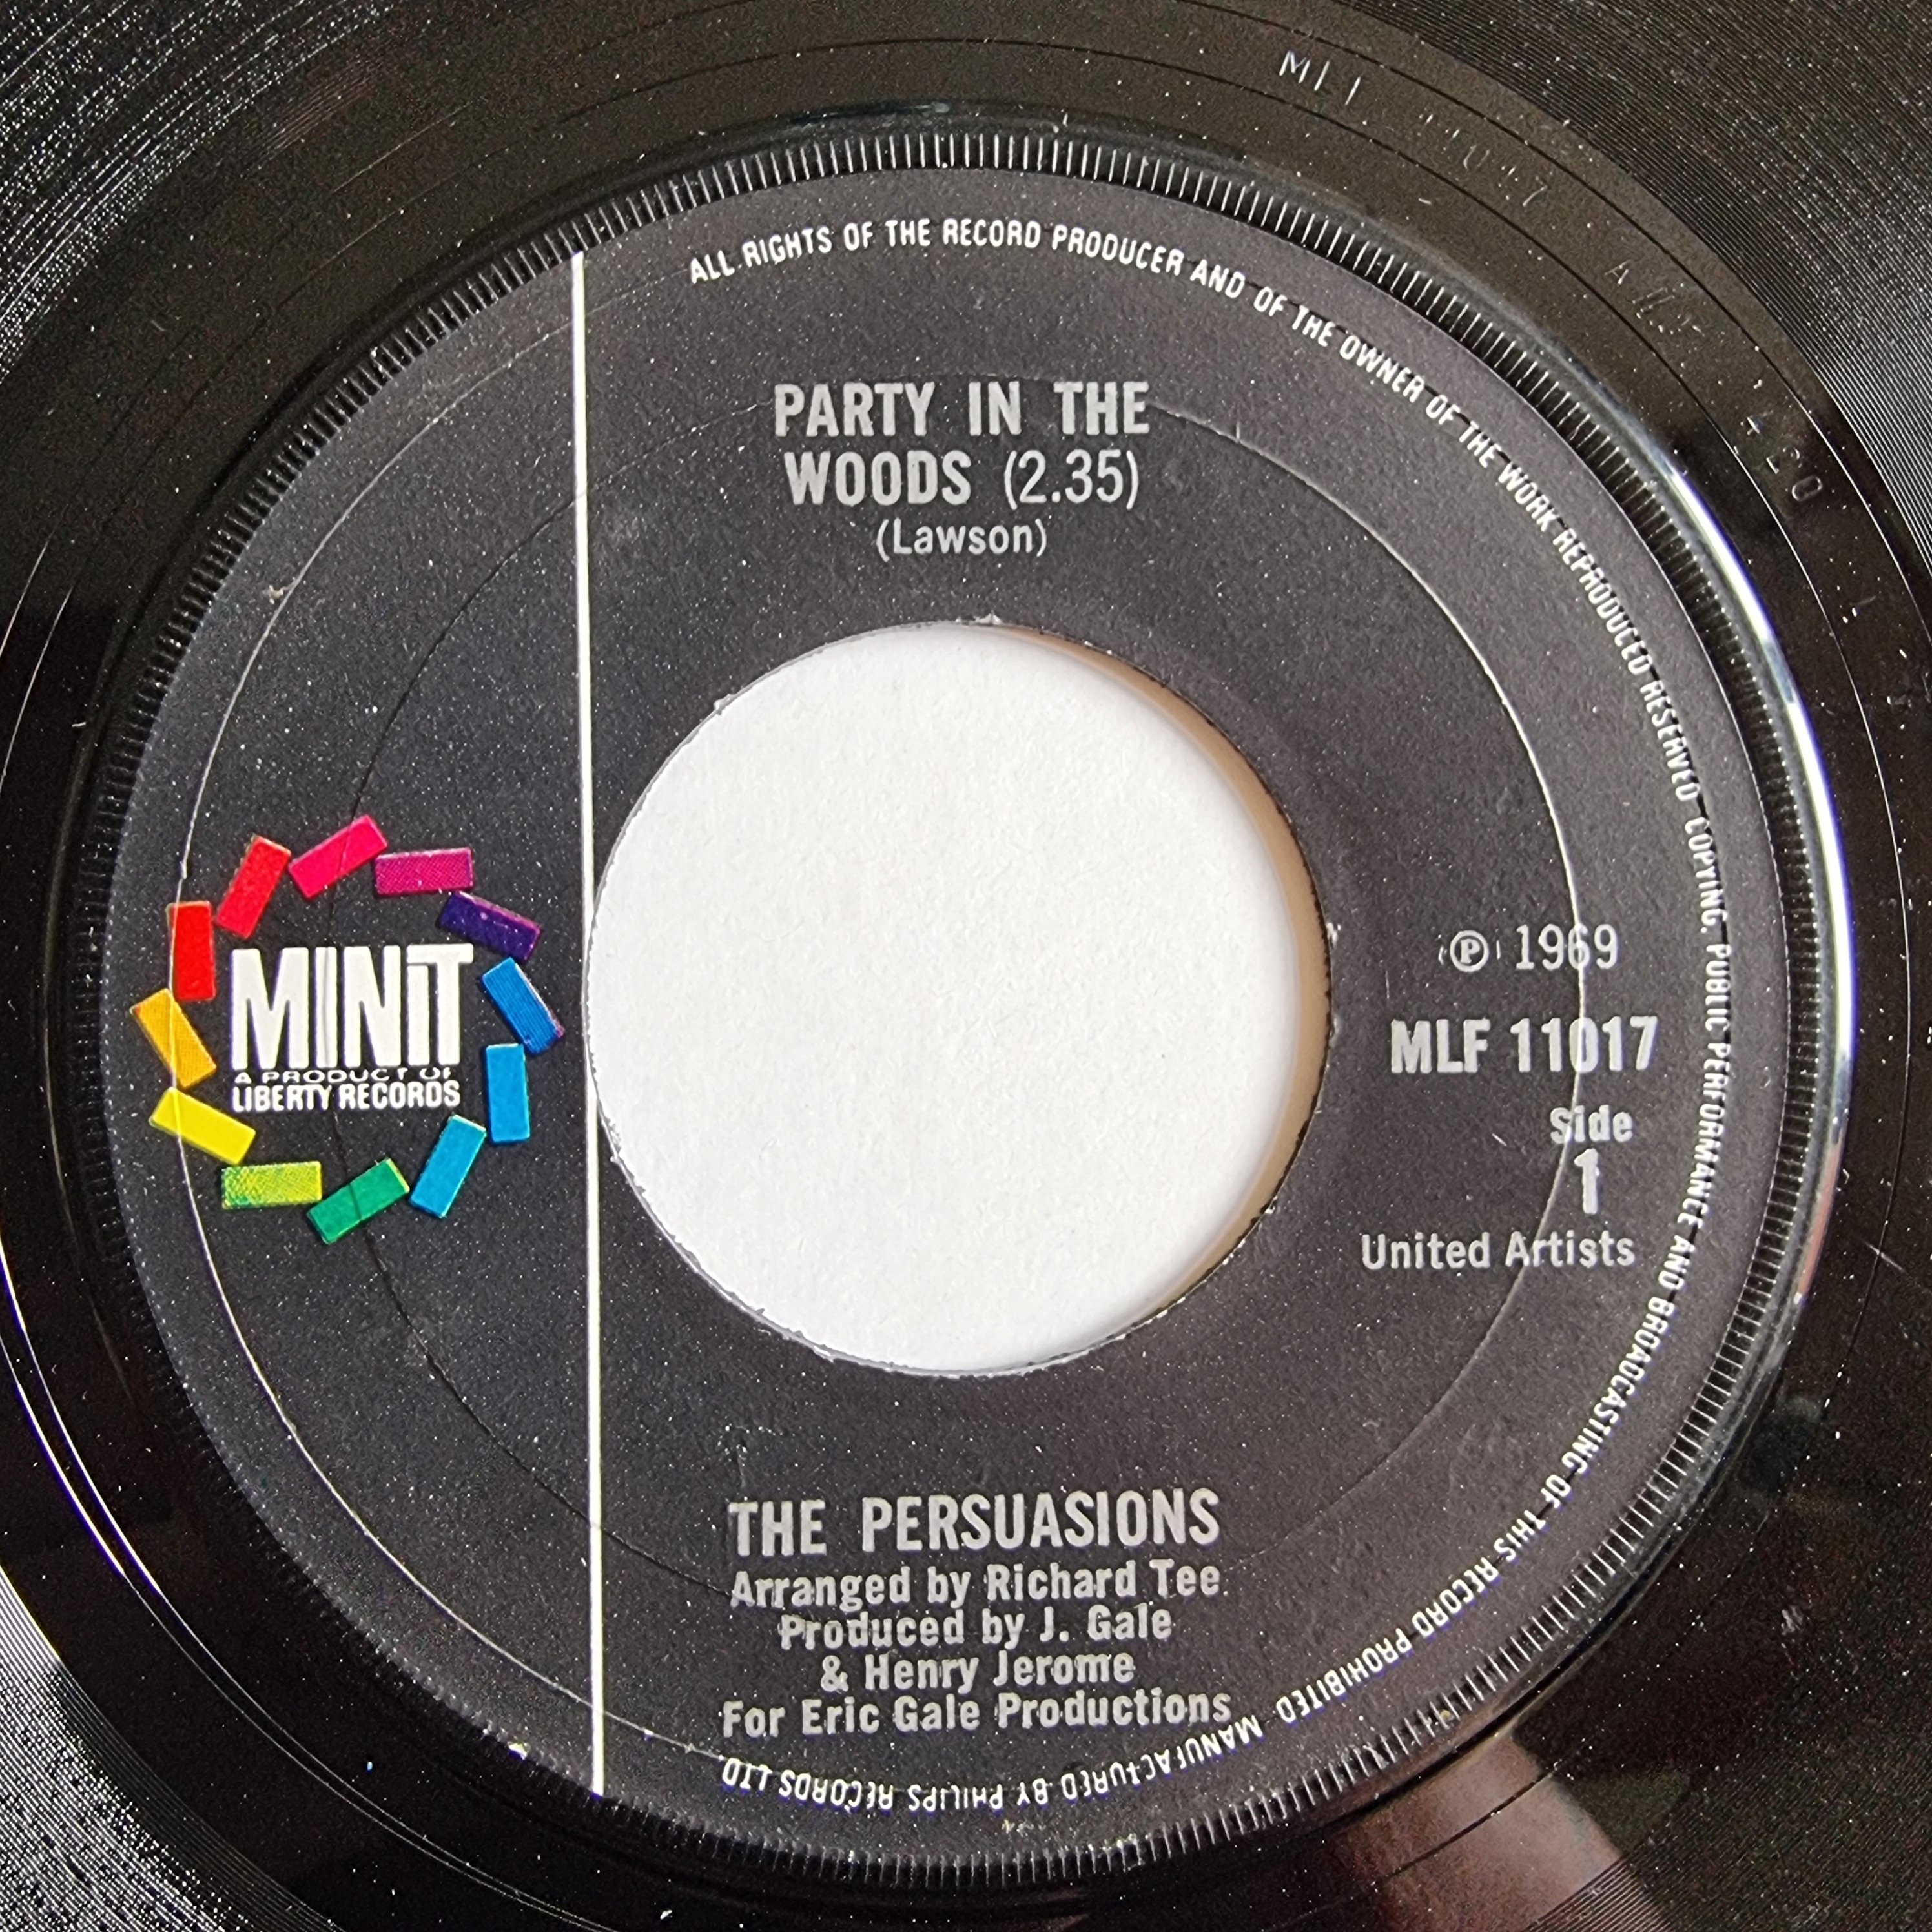 ALL RIGHTS OF THE RECORD PRODUCER AND OF THE OWNER OF THE WORK REPRODUCED RESERVED COPYING, PUBLIC PERFORMANCE AND BROADCASTING OF THIS RECORD PROHIBITED. MANUFACTURED BY PHILIPS RECORDS LTD.
PARTY IN THE
WOODS (2.35)
(Lawson)
MINIT
A PRODUCT OF
LIBERTY RECORDS
℗ 1969
MLF 11017
Side
1
United Artists
THE PERSUASIONS
Arranged by Richard Tee
Produced by J. Gale
& Henry Jerome
For Eric Gale Productions